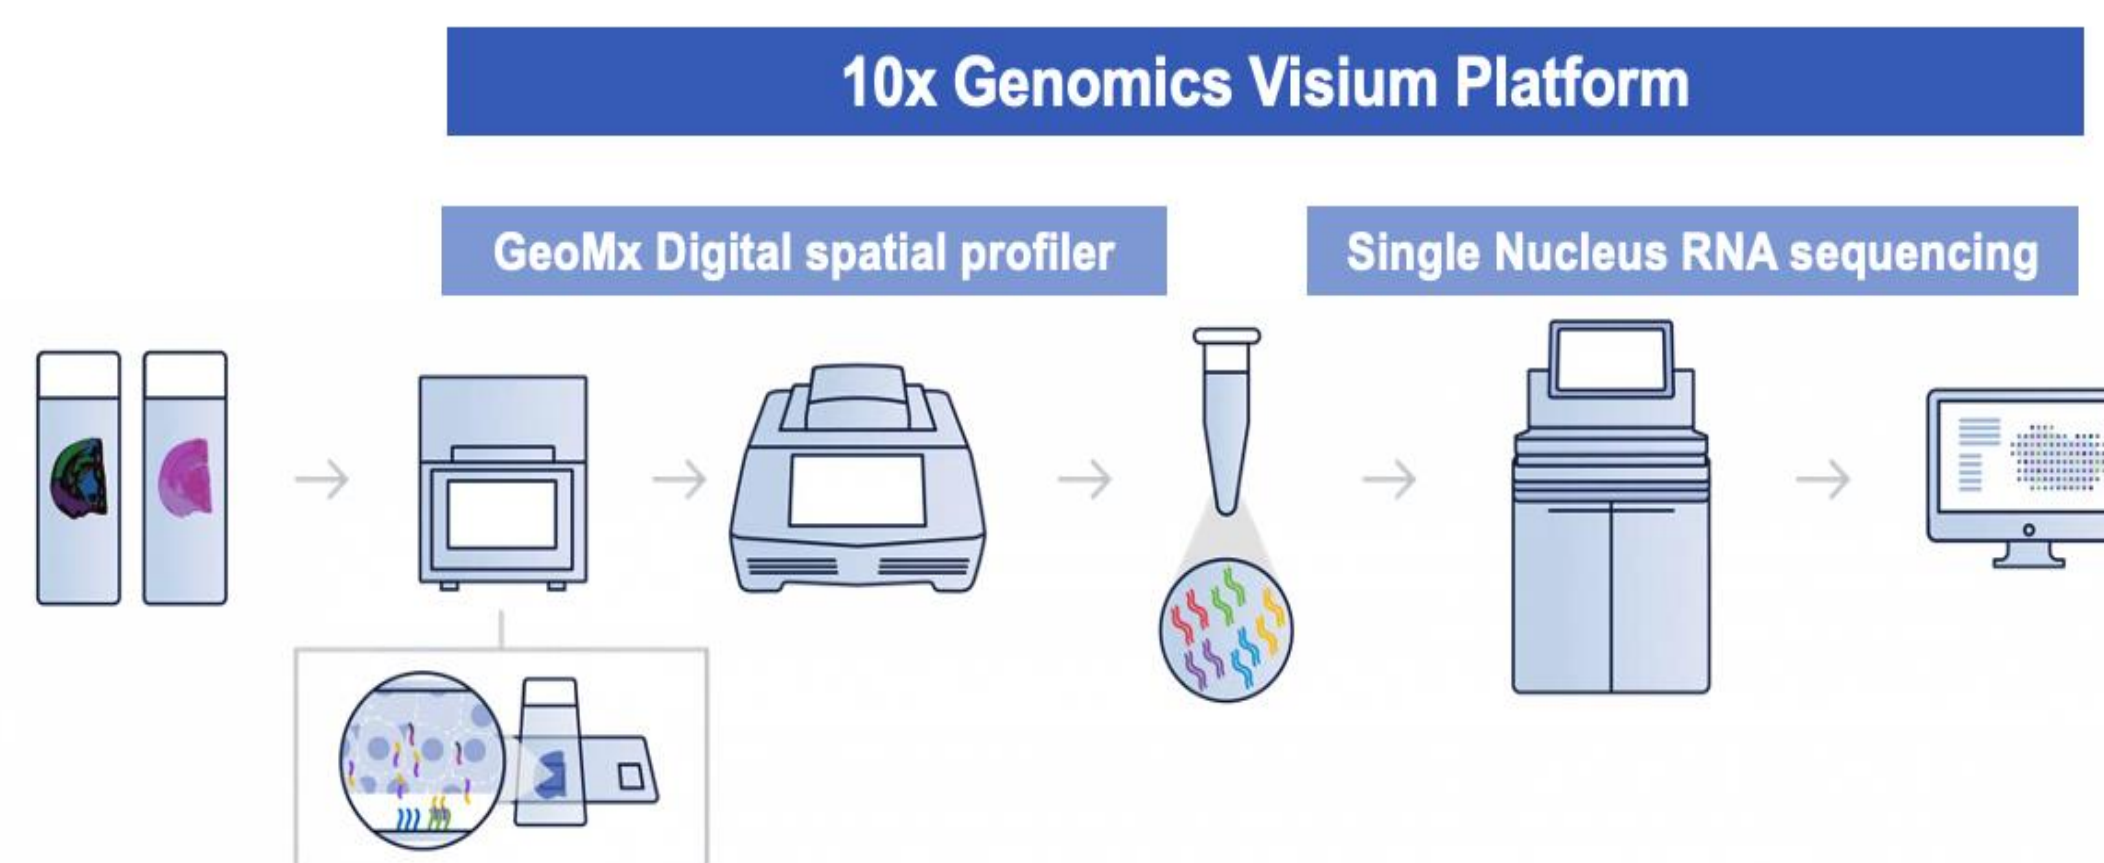 10x Genomics Visium Platform
GeoMx Digital spatial profiler
Single Nucleus RNA sequencing